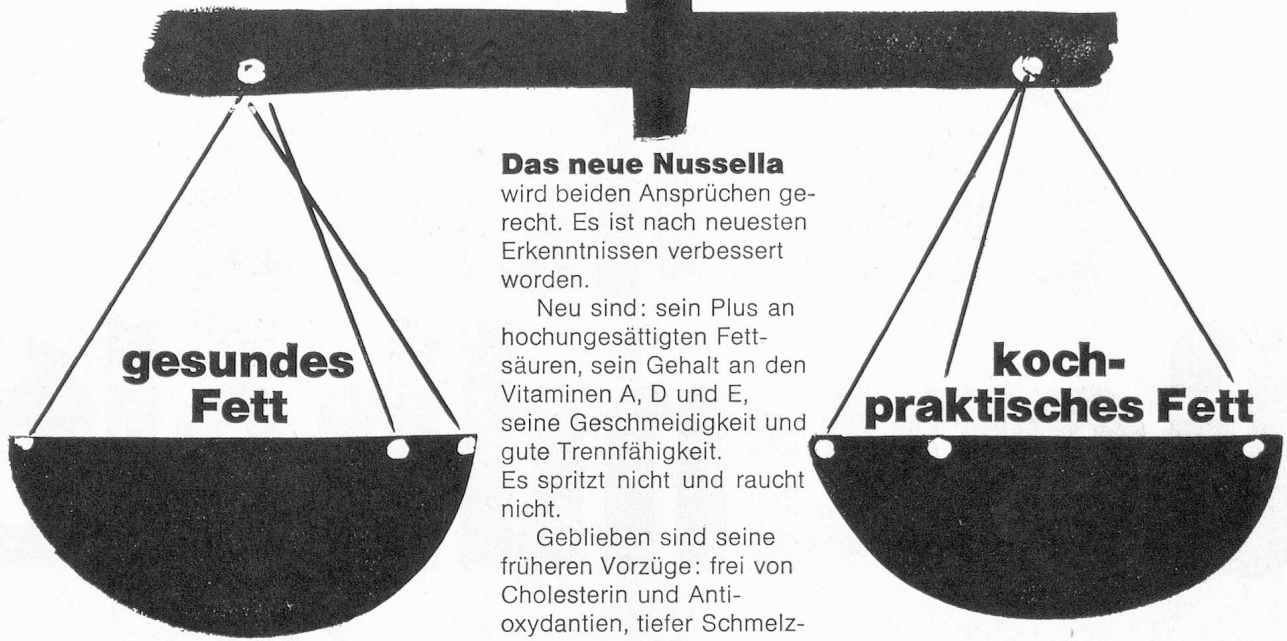 Das neue Nussella
wird beiden Ansprüchen ge-
recht. Es ist nach neuesten
Erkenntnissen verbessert
worden.
Neu sind: sein Plus an
hochungesättigten Fett-
säuren, sein Gehalt an den
Vitaminen A, D und E,
seine Geschmeidigkeit und
gute Trennfähigkeit.
Es spritzt nicht und raucht
nicht.
Geblieben sind seine
früheren Vorzüge: frei von
Cholesterin und Anti-
oxydantien, tiefer Schmelz-
gesundes
Fett
koch-
praktisches Fett